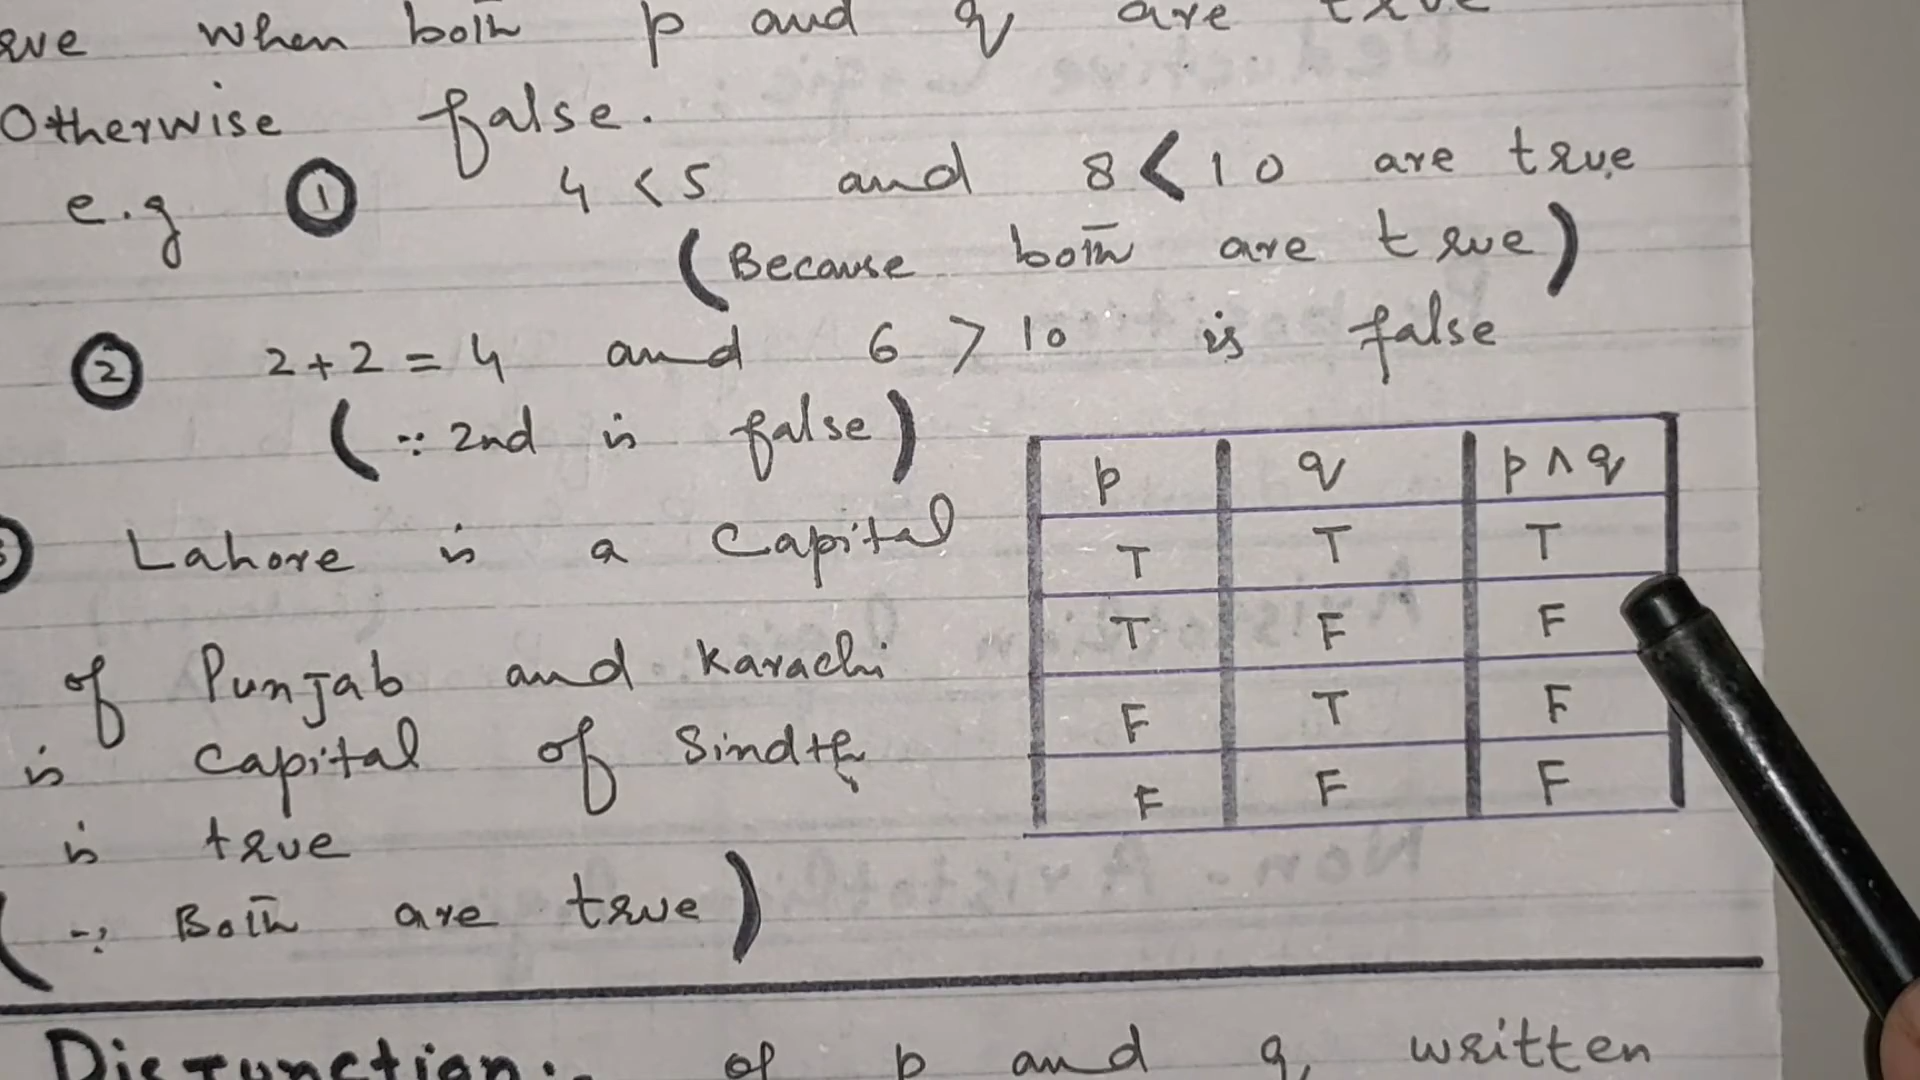 when both p and q are true
Otherwise false.
e.g ① 4 < 5 and 8 < 10 are true
(Because both are true)
② 2 + 2 = 4 and 6 > 10 is false
(∵ 2nd is false)
p q p ∧ q
T T T
T F F
F T F
F F F
Lahore is a Capital
of Punjab and Karachi
is Capital of Sindth
is true
(∵ Both are true)
Disjunction:- of p and q, written